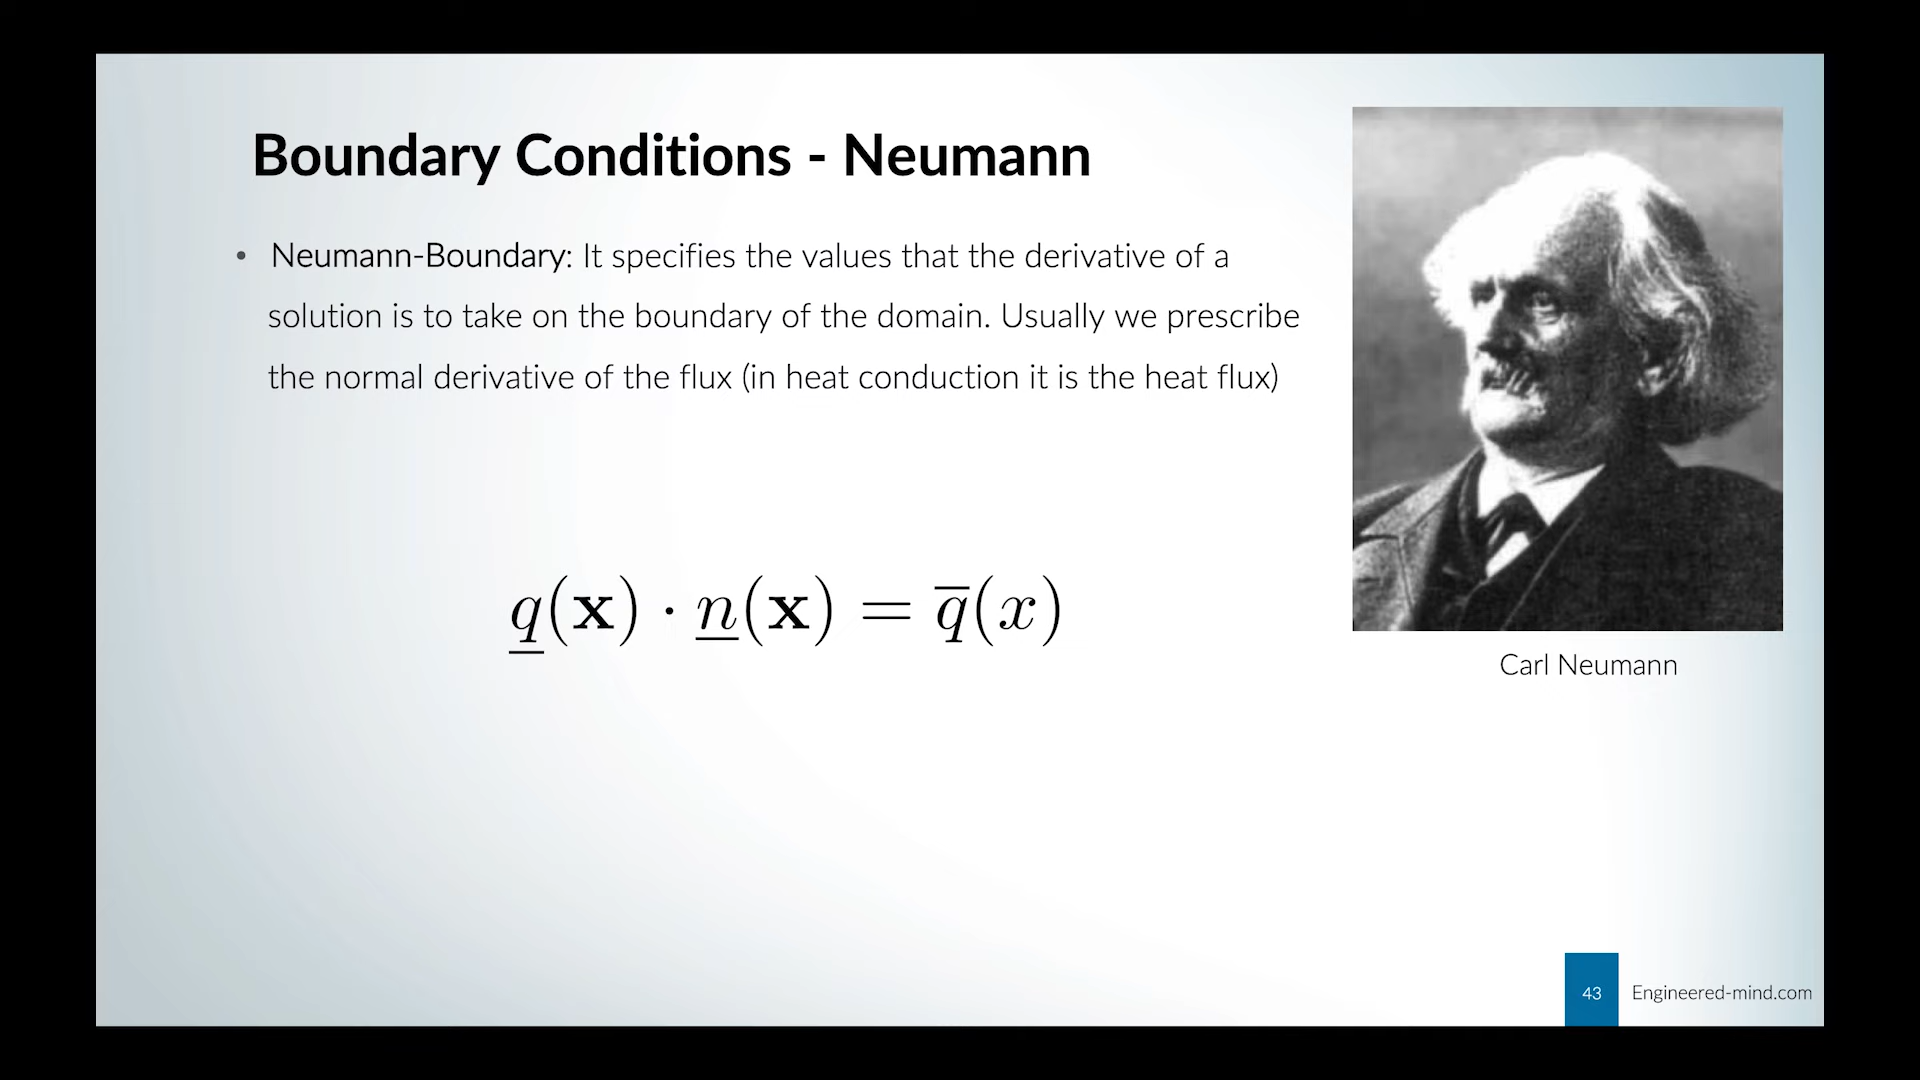 Boundary Conditions - Neumann
• Neumann-Boundary: It specifies the values that the derivative of a
solution is to take on the boundary of the domain. Usually we prescribe
the normal derivative of the flux (in heat conduction it is the heat flux)
q̲(𝐱) · n̲(𝐱) = q̅(x)
Carl Neumann
43 Engineered-mind.com